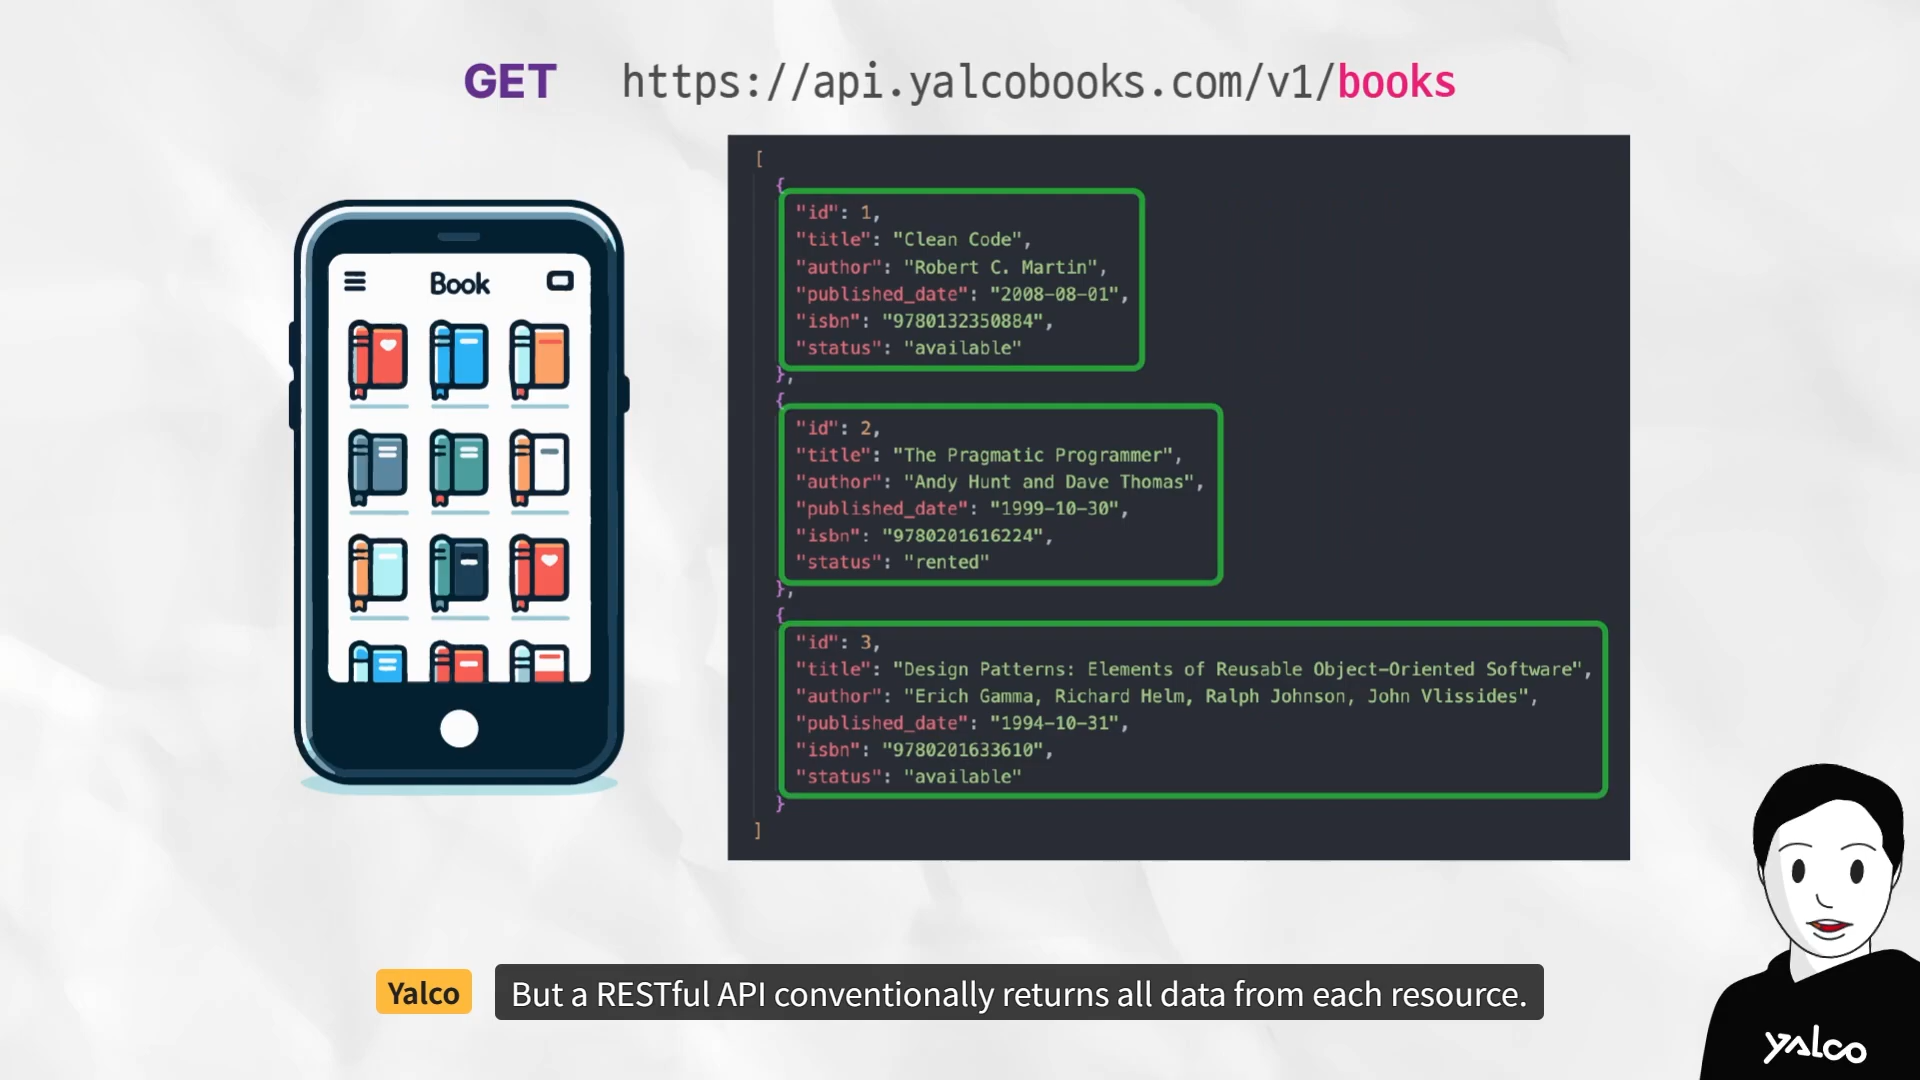 GET https://api.yalcobooks.com/v1/books
Book
[
{
"id": 1,
"title": "Clean Code",
"author": "Robert C. Martin",
"published_date": "2008-08-01",
"isbn": "9780132350884",
"status": "available"
},
{
"id": 2,
"title": "The Pragmatic Programmer",
"author": "Andy Hunt and Dave Thomas",
"published_date": "1999-10-30",
"isbn": "9780201616224",
"status": "rented"
},
{
"id": 3,
"title": "Design Patterns: Elements of Reusable Object-Oriented Software",
"author": "Erich Gamma, Richard Helm, Ralph Johnson, John Vlissides",
"published_date": "1994-10-31",
"isbn": "9780201633610",
"status": "available"
}
]
Yalco But a RESTful API conventionally returns all data from each resource.
yalco